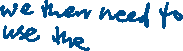 we then need to
use the